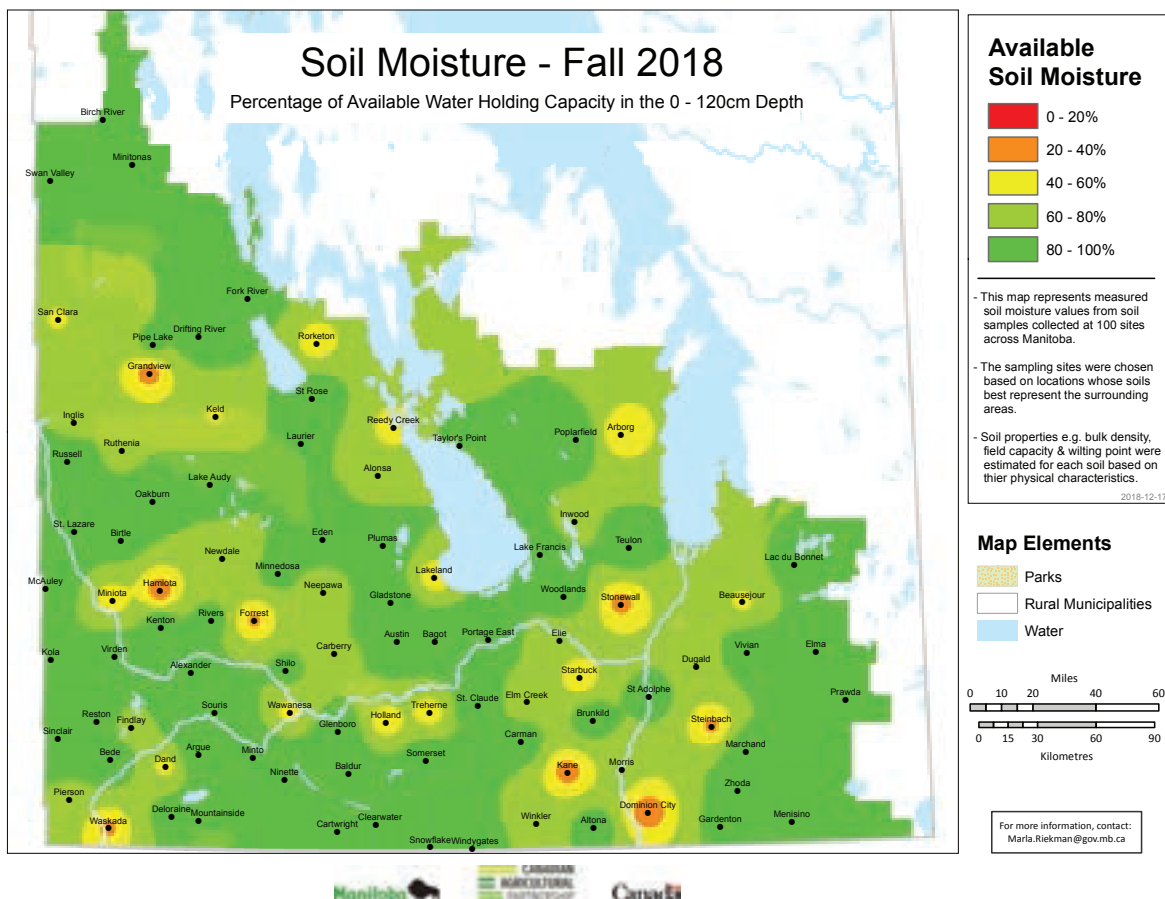 Soil Moisture - Fall 2018
Percentage of Available Water Holding Capacity in the 0 - 120cm Depth
Birch River
Minitonas
Swan Valley
Fork River
San Clara
Drifting River
Pipe Lake
Rorketon
Grandview
St Rose
Keld
Inglis
Reedy Creek
Laurier
Taylor's Point
Poplarfield
Arborg
Ruthenia
Russell
Alonsa
Lake Audy
Oakburn
St. Lazare
Birtle
Eden
Plumas
Inwood
Teulon
Lake Francis
Newdale
Minnedosa
Lakeland
Lac du Bonnet
McAuley
Miniota
Hamiota
Neepawa
Gladstone
Woodlands
Stonewall
Beausejour
Kenton
Rivers
Forrest
Austin
Bagot
Portage East
Elie
Kola
Virden
Alexander
Shilo
Carberry
Starbuck
Dugald
Vivian
Elma
Reston
Findlay
Souris
Wawanesa
Glenboro
Holland
Treherne
St. Claude
Elm Creek
Brunkild
St Adolphe
Steinbach
Prawda
Sinclair
Bede
Dand
Argue
Minto
Ninette
Baldur
Somerset
Carman
Kane
Morris
Marchand
Zhoda
Pierson
Waskada
Deloraine
Mountainside
Cartwright
Clearwater
Snowflake
Windygates
Winkler
Altona
Dominion City
Gardenton
Menisino
Available
Soil Moisture
0 - 20%
20 - 40%
40 - 60%
60 - 80%
80 - 100%
- This map represents measured
soil moisture values from soil
samples collected at 100 sites
across Manitoba.
- The sampling sites were chosen
based on locations whose soils
best represent the surrounding
areas.
- Soil properties e.g. bulk density,
field capacity & wilting point were
estimated for each soil based on
thier physical characteristics.
2018-12-17
Map Elements
Parks
Rural Municipalities
Water
Miles
0 10 20 40 60
0 15 30 60 90
Kilometres
For more information, contact:
Marla.Riekman@gov.mb.ca
Manitoba
CANADIAN
AGRICULTURAL
PARTNERSHIP
Canada